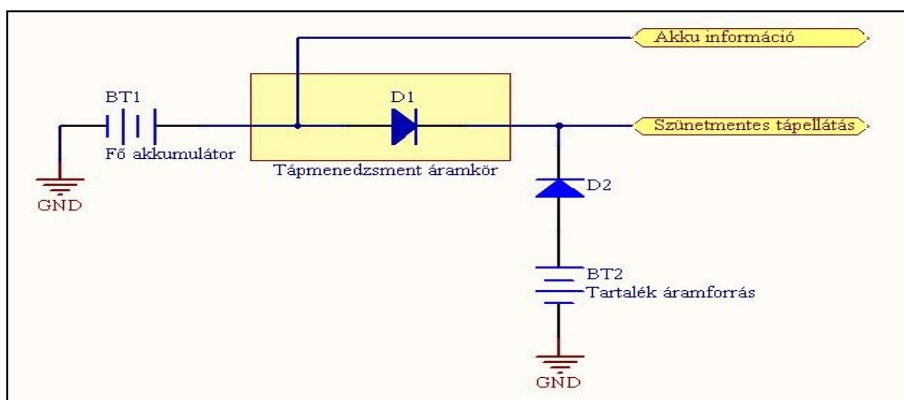 Akku információ
BT1
D1
Fő akkumulátor
Szünetmentes tápellátás
Tápmenedzsment áramkör
D2
GND
BT2
Tartalék áramforrás
GND